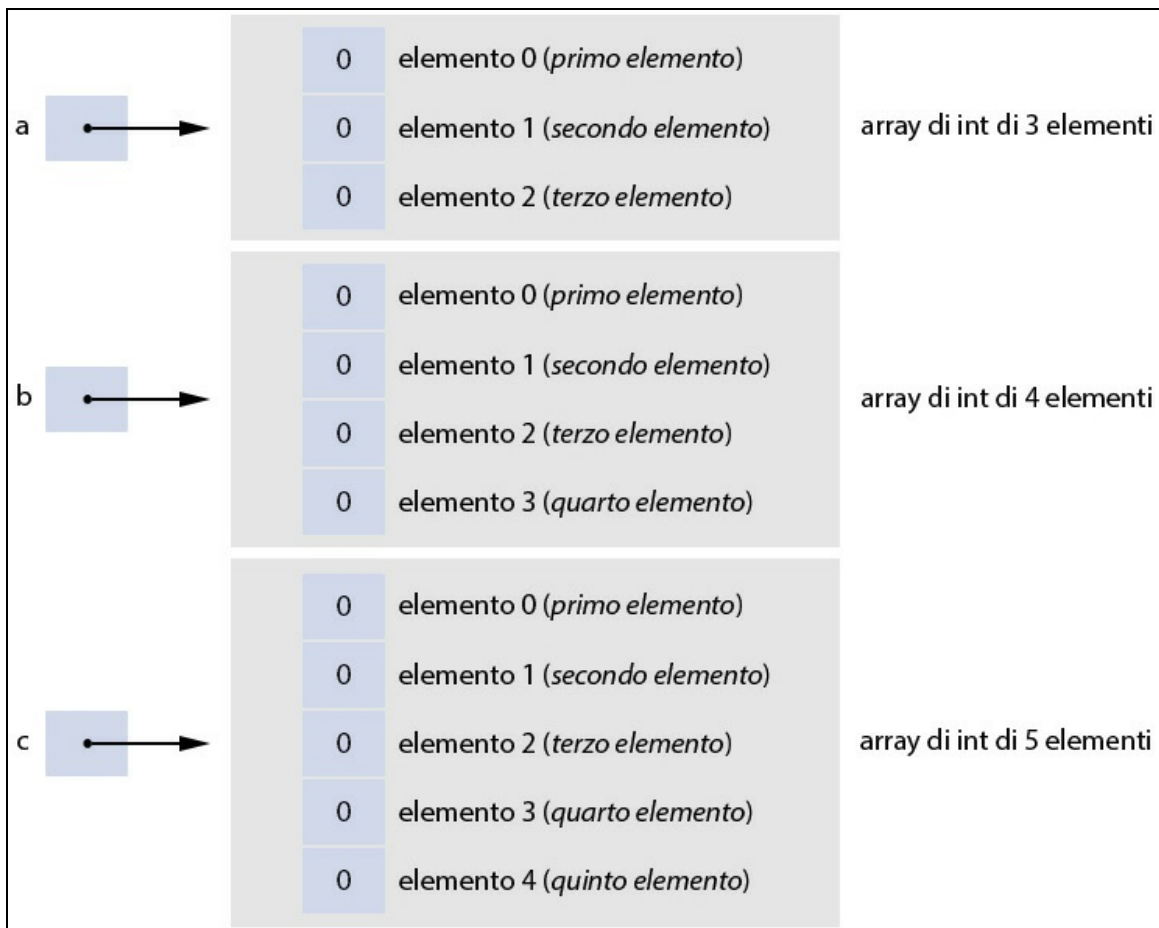 0 elemento 0 (primo elemento)
a 0 elemento 1 (secondo elemento) array di int di 3 elementi
0 elemento 2 (terzo elemento)
0 elemento 0 (primo elemento)
0 elemento 1 (secondo elemento)
b array di int di 4 elementi
0 elemento 2 (terzo elemento)
0 elemento 3 (quarto elemento)
0 elemento 0 (primo elemento)
0 elemento 1 (secondo elemento)
c 0 elemento 2 (terzo elemento) array di int di 5 elementi
0 elemento 3 (quarto elemento)
0 elemento 4 (quinto elemento)